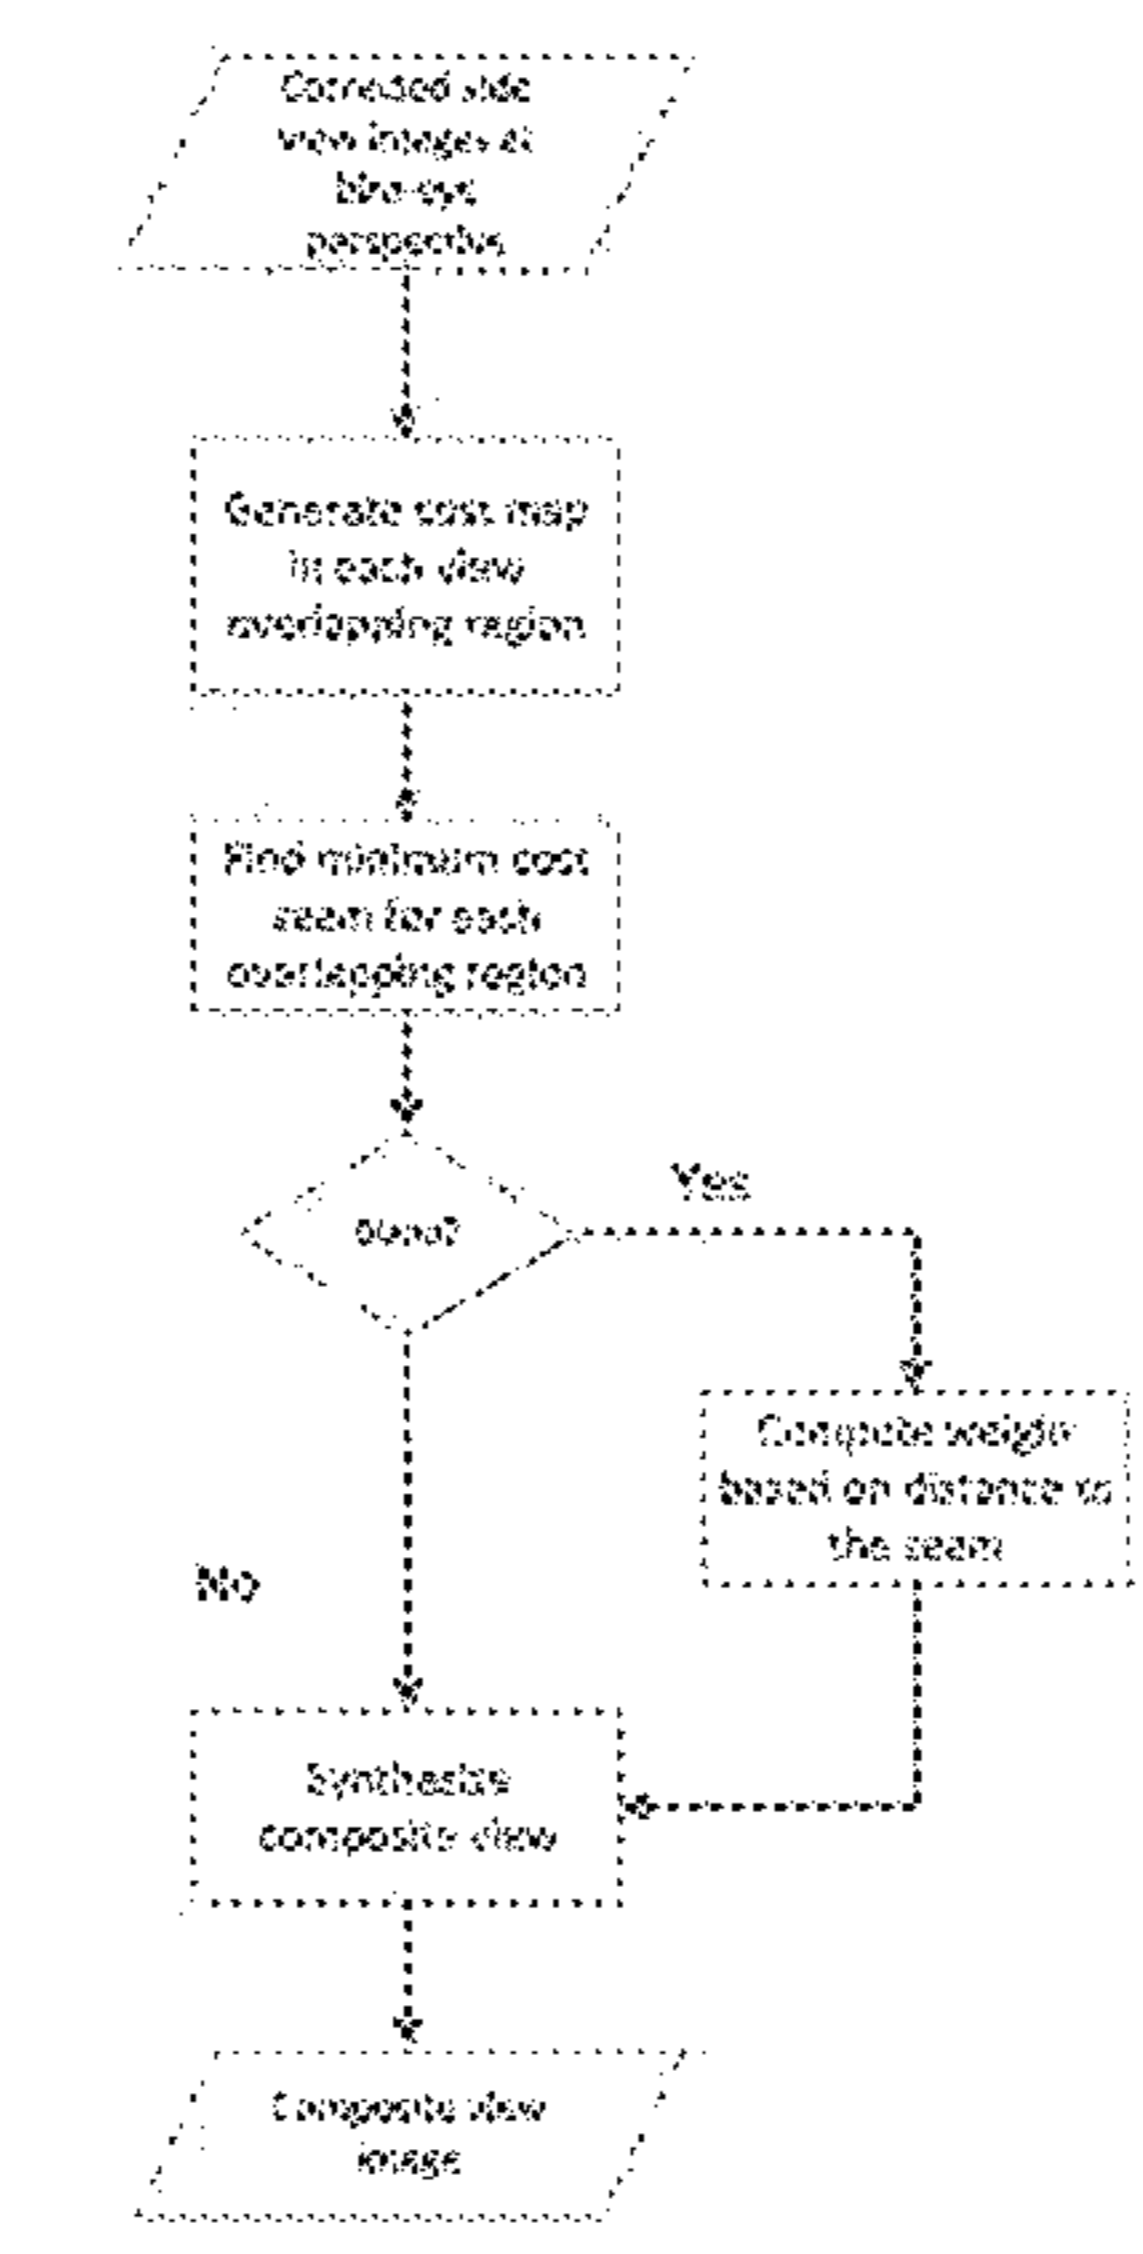 Corrected side
view images at
bird-eye
perspective
Generate cost map
in each view
overlapping region
Find minimum cost
seam for each
overlapping region
Blend?
Yes
Compute weight
based on distance to
the seam
No
Synthesize
composite view
Composite view
image